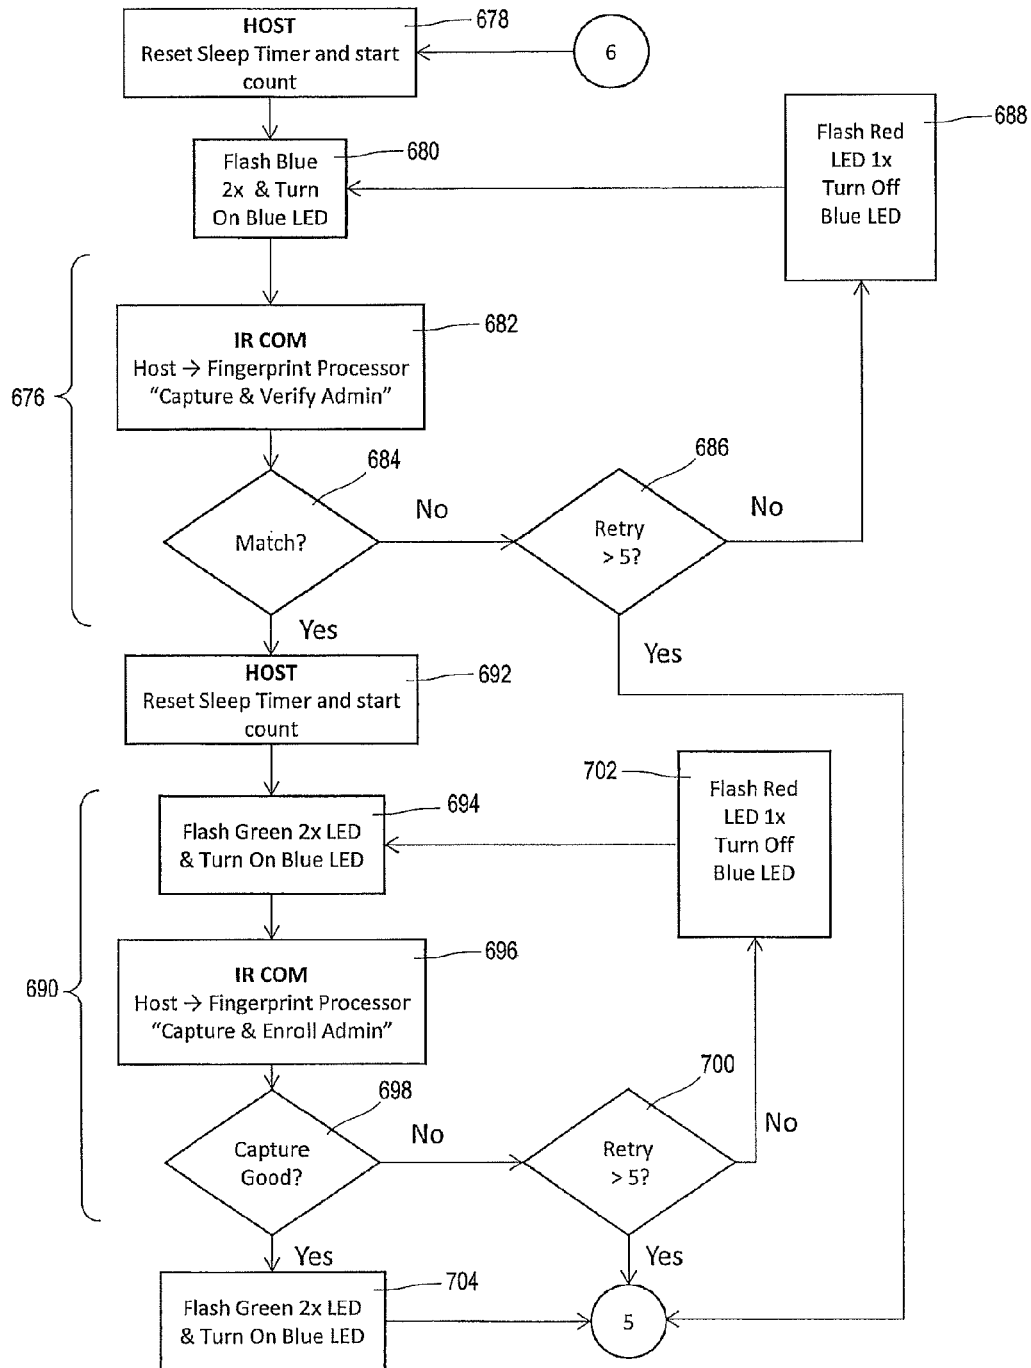 HOST
Reset Sleep Timer and start
count
678
6
Flash Blue
2x & Turn
On Blue LED
680
Flash Red
LED 1x
Turn Off
Blue LED
688
676
IR COM
Host → Fingerprint Processor
“Capture & Verify Admin”
682
Match?
684
No
Retry
> 5?
686
No
Yes
Yes
HOST
Reset Sleep Timer and start
count
692
690
Flash Green 2x LED
& Turn On Blue LED
694
702
Flash Red
LED 1x
Turn Off
Blue LED
IR COM
Host → Fingerprint Processor
“Capture & Enroll Admin”
696
Capture
Good?
698
No
Retry
> 5?
700
No
Yes
Yes
Flash Green 2x LED
& Turn On Blue LED
704
5